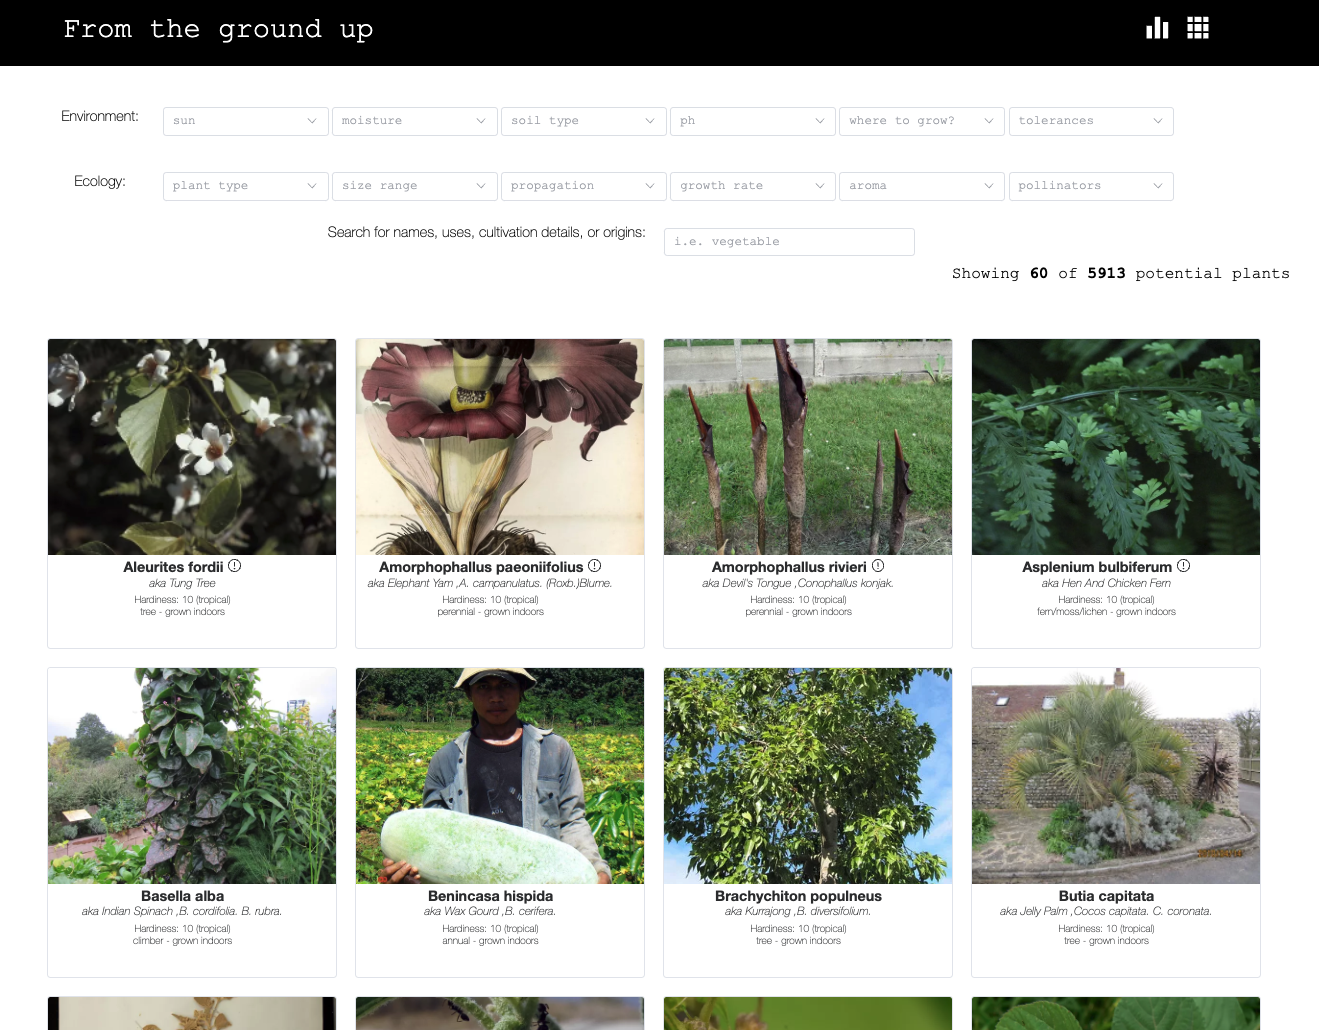 From the ground up
Environment:
sun
moisture
soil type
ph
where to grow?
tolerances
Ecology:
plant type
size range
propagation
growth rate
aroma
pollinators
Search for names, uses, cultivation details, or origins:
i.e. vegetable
Showing 60 of 5913 potential plants
Aleurites fordii
aka Tung Tree
Hardiness: 10 (tropical)
tree - grown indoors
Amorphophallus paeoniifolius
aka Elephant Yam ,A. campanulatus. (Roxb.)Blume.
Hardiness: 10 (tropical)
perennial - grown indoors
Amorphophallus rivieri
aka Devil's Tongue ,Conophallus konjak.
Hardiness: 10 (tropical)
perennial - grown indoors
Asplenium bulbiferum
aka Hen And Chicken Fern
Hardiness: 10 (tropical)
fern/moss/lichen - grown indoors
Basella alba
aka Indian Spinach ,B. cordifolia. B. rubra.
Hardiness: 10 (tropical)
climber - grown indoors
Benincasa hispida
aka Wax Gourd ,B. cerifera.
Hardiness: 10 (tropical)
annual - grown indoors
Brachychiton populneus
aka Kurrajong ,B. diversifolium.
Hardiness: 10 (tropical)
tree - grown indoors
Butia capitata
aka Jelly Palm ,Cocos capitata. C. coronata.
Hardiness: 10 (tropical)
tree - grown indoors